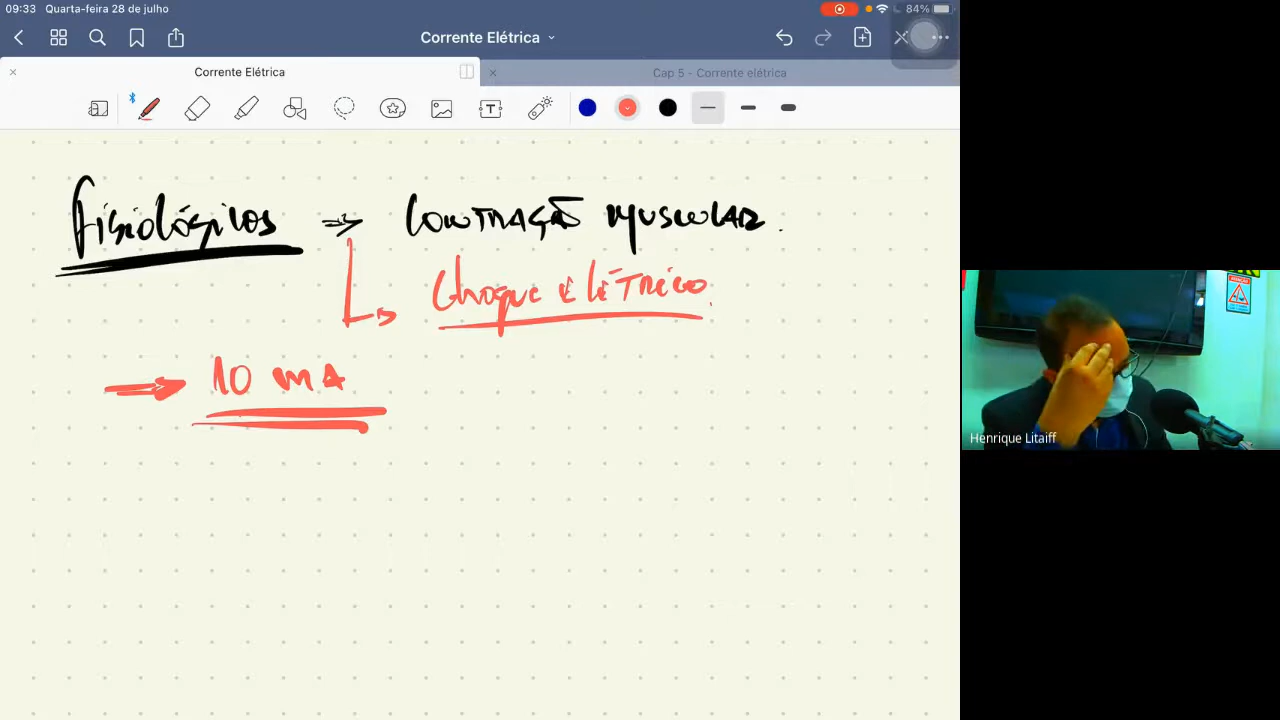 09:33 Quarta-feira 28 de julho
84%
Corrente Elétrica
Corrente Elétrica
Cap 5 - Corrente elétrica
T
Fisiológicos ⇒ Contração muscular.
Choque elétrico.
⇒ 10 mA
Henrique Litaiff